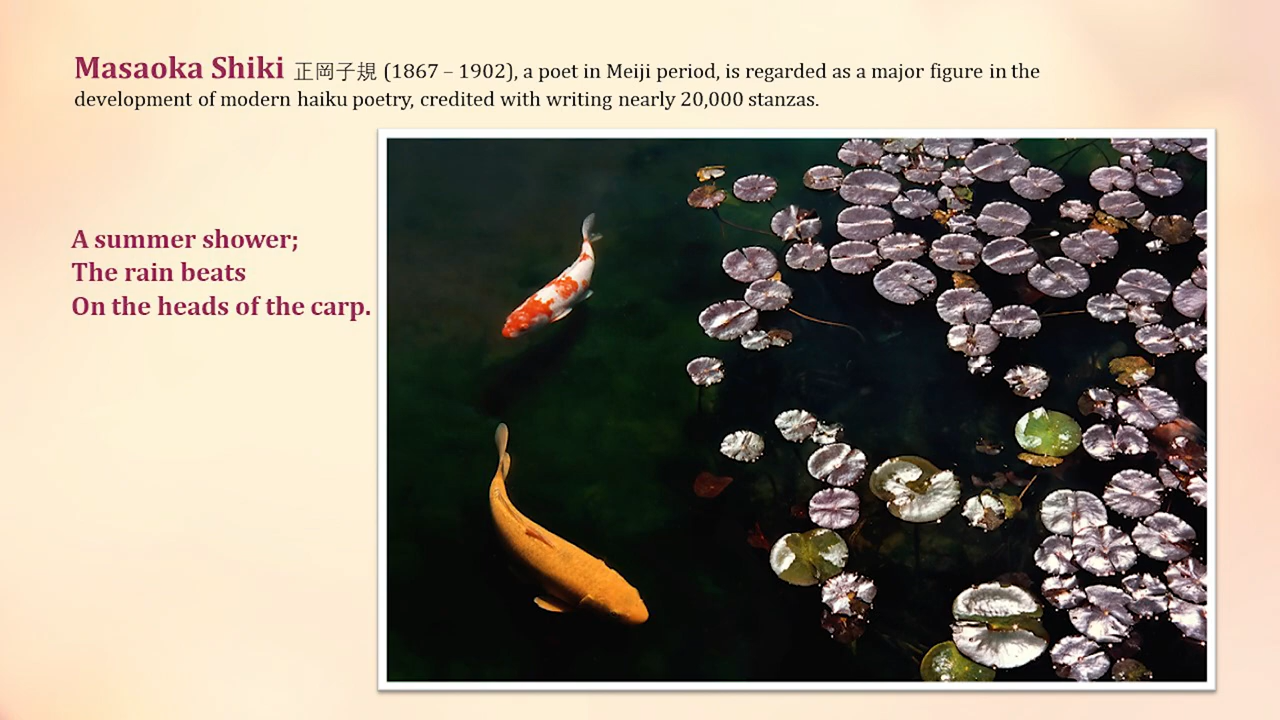 Masaoka Shiki 正岡子規 (1867 – 1902), a poet in Meiji period, is regarded as a major figure in the
development of modern haiku poetry, credited with writing nearly 20,000 stanzas.
A summer shower;
The rain beats
On the heads of the carp.